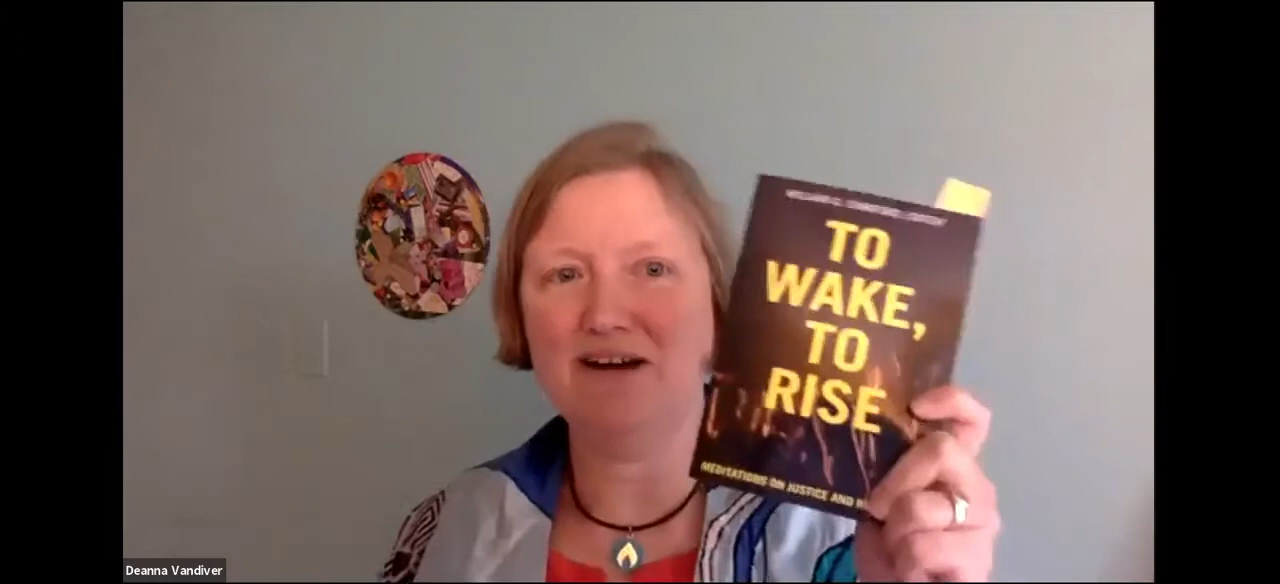 TO
WAKE,
TO
RISE
MEDITATIONS ON JUSTICE AND
Deanna Vandiver